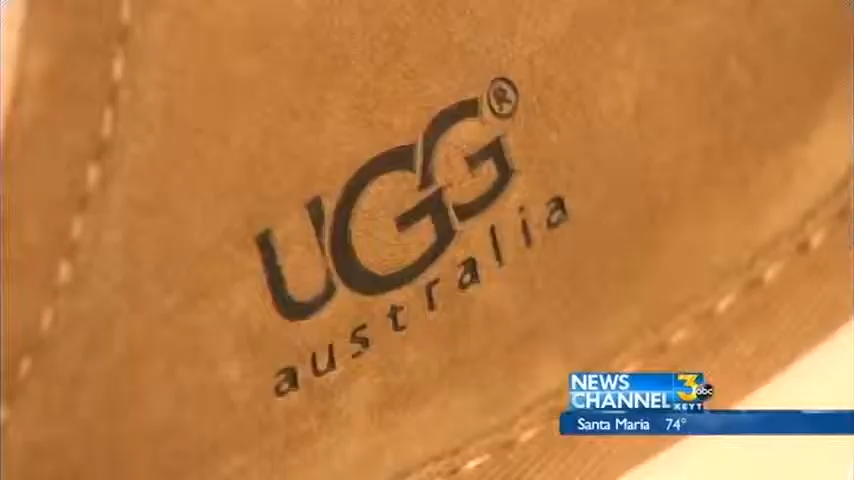 UGG®
australia
NEWS
CHANNEL 3 abc
KEYT
Santa Maria 74°